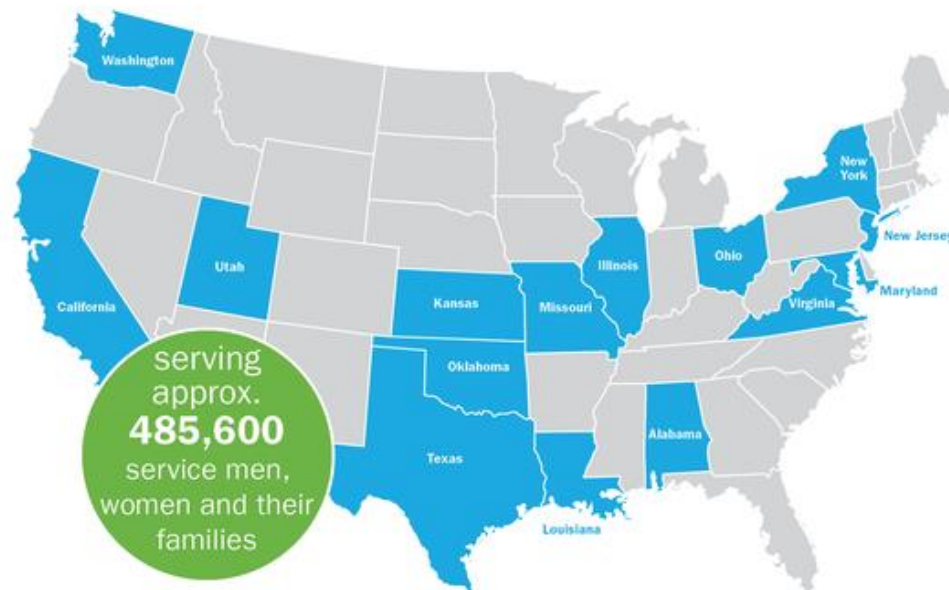 Washington
New
York
New Jersey
Utah
Illinois
Ohio
Maryland
California
Kansas
Missouri
Virginia
serving
approx.
485,600
service men,
women and their
families
Oklahoma
Texas
Alabama
Louisiana